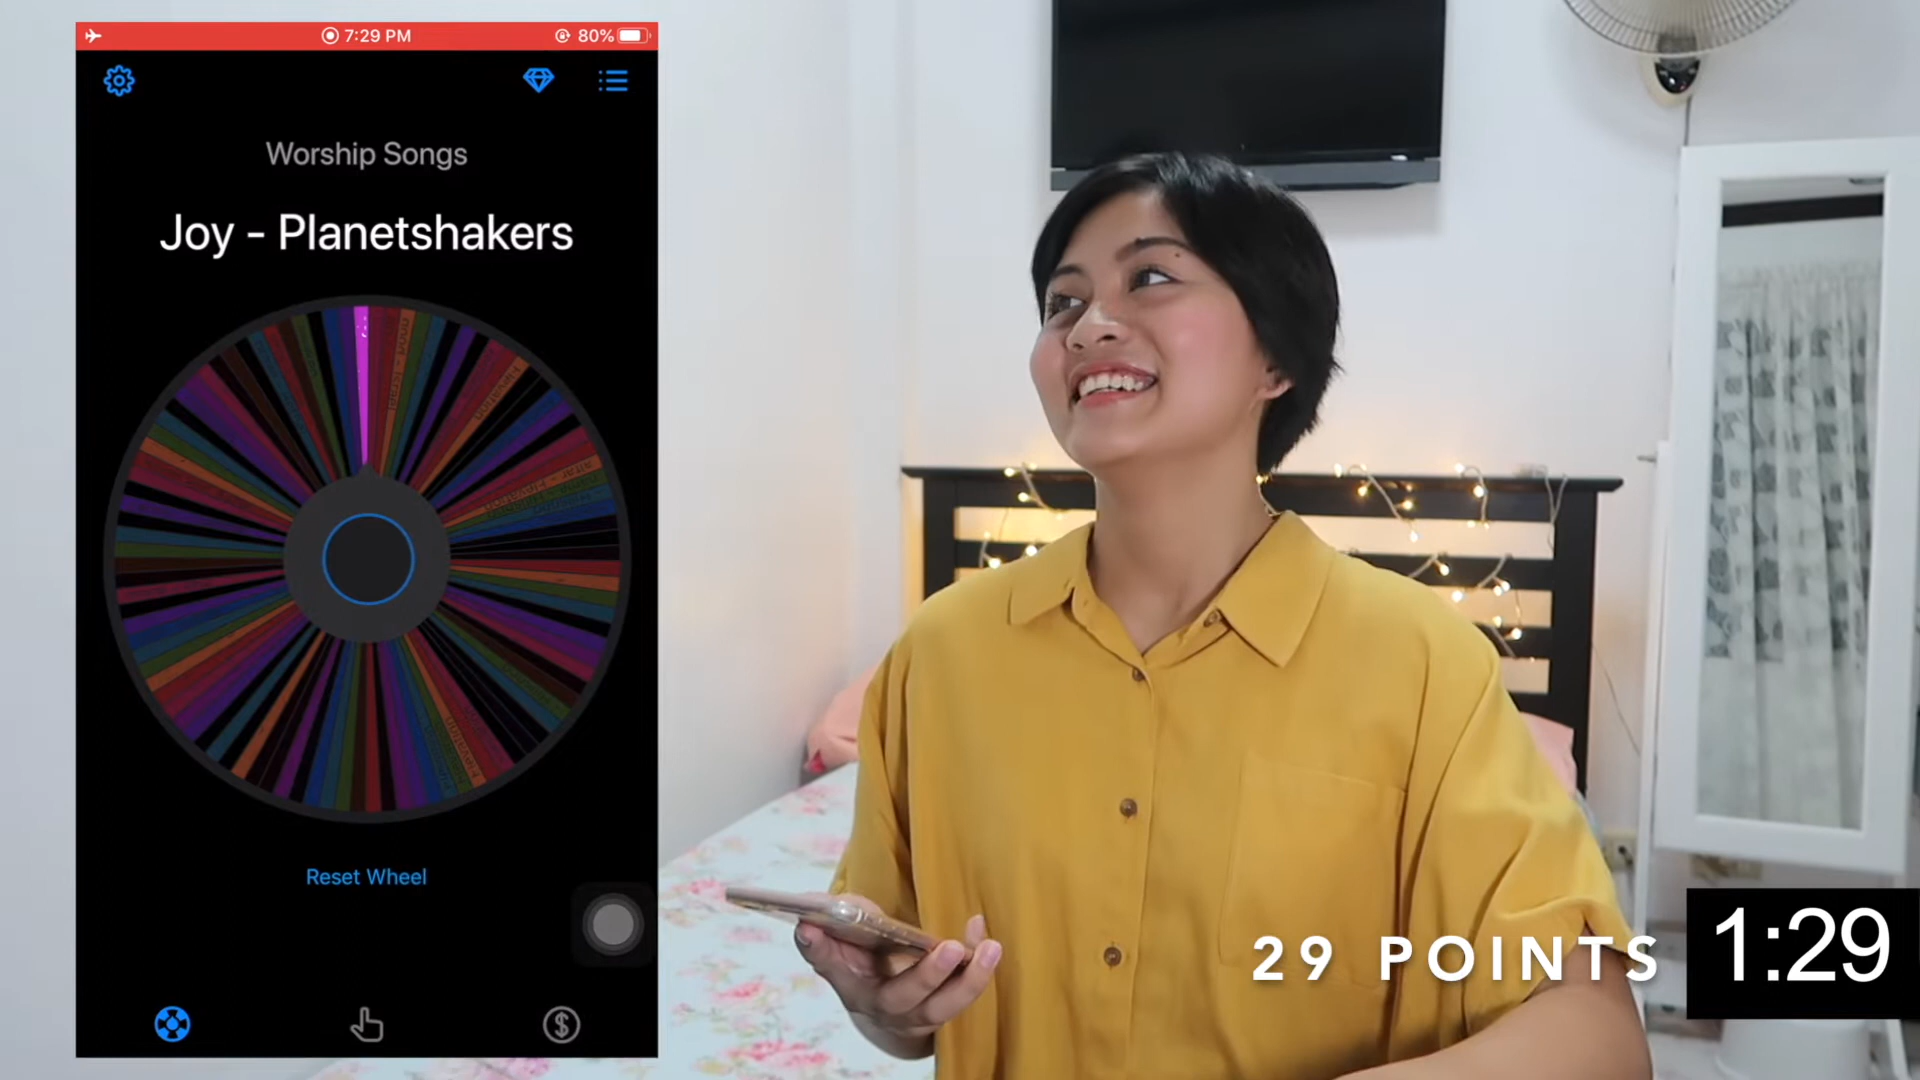 7:29 PM
80%
Worship Songs
Joy - Planetshakers
Reset Wheel
29 POINTS
1:29